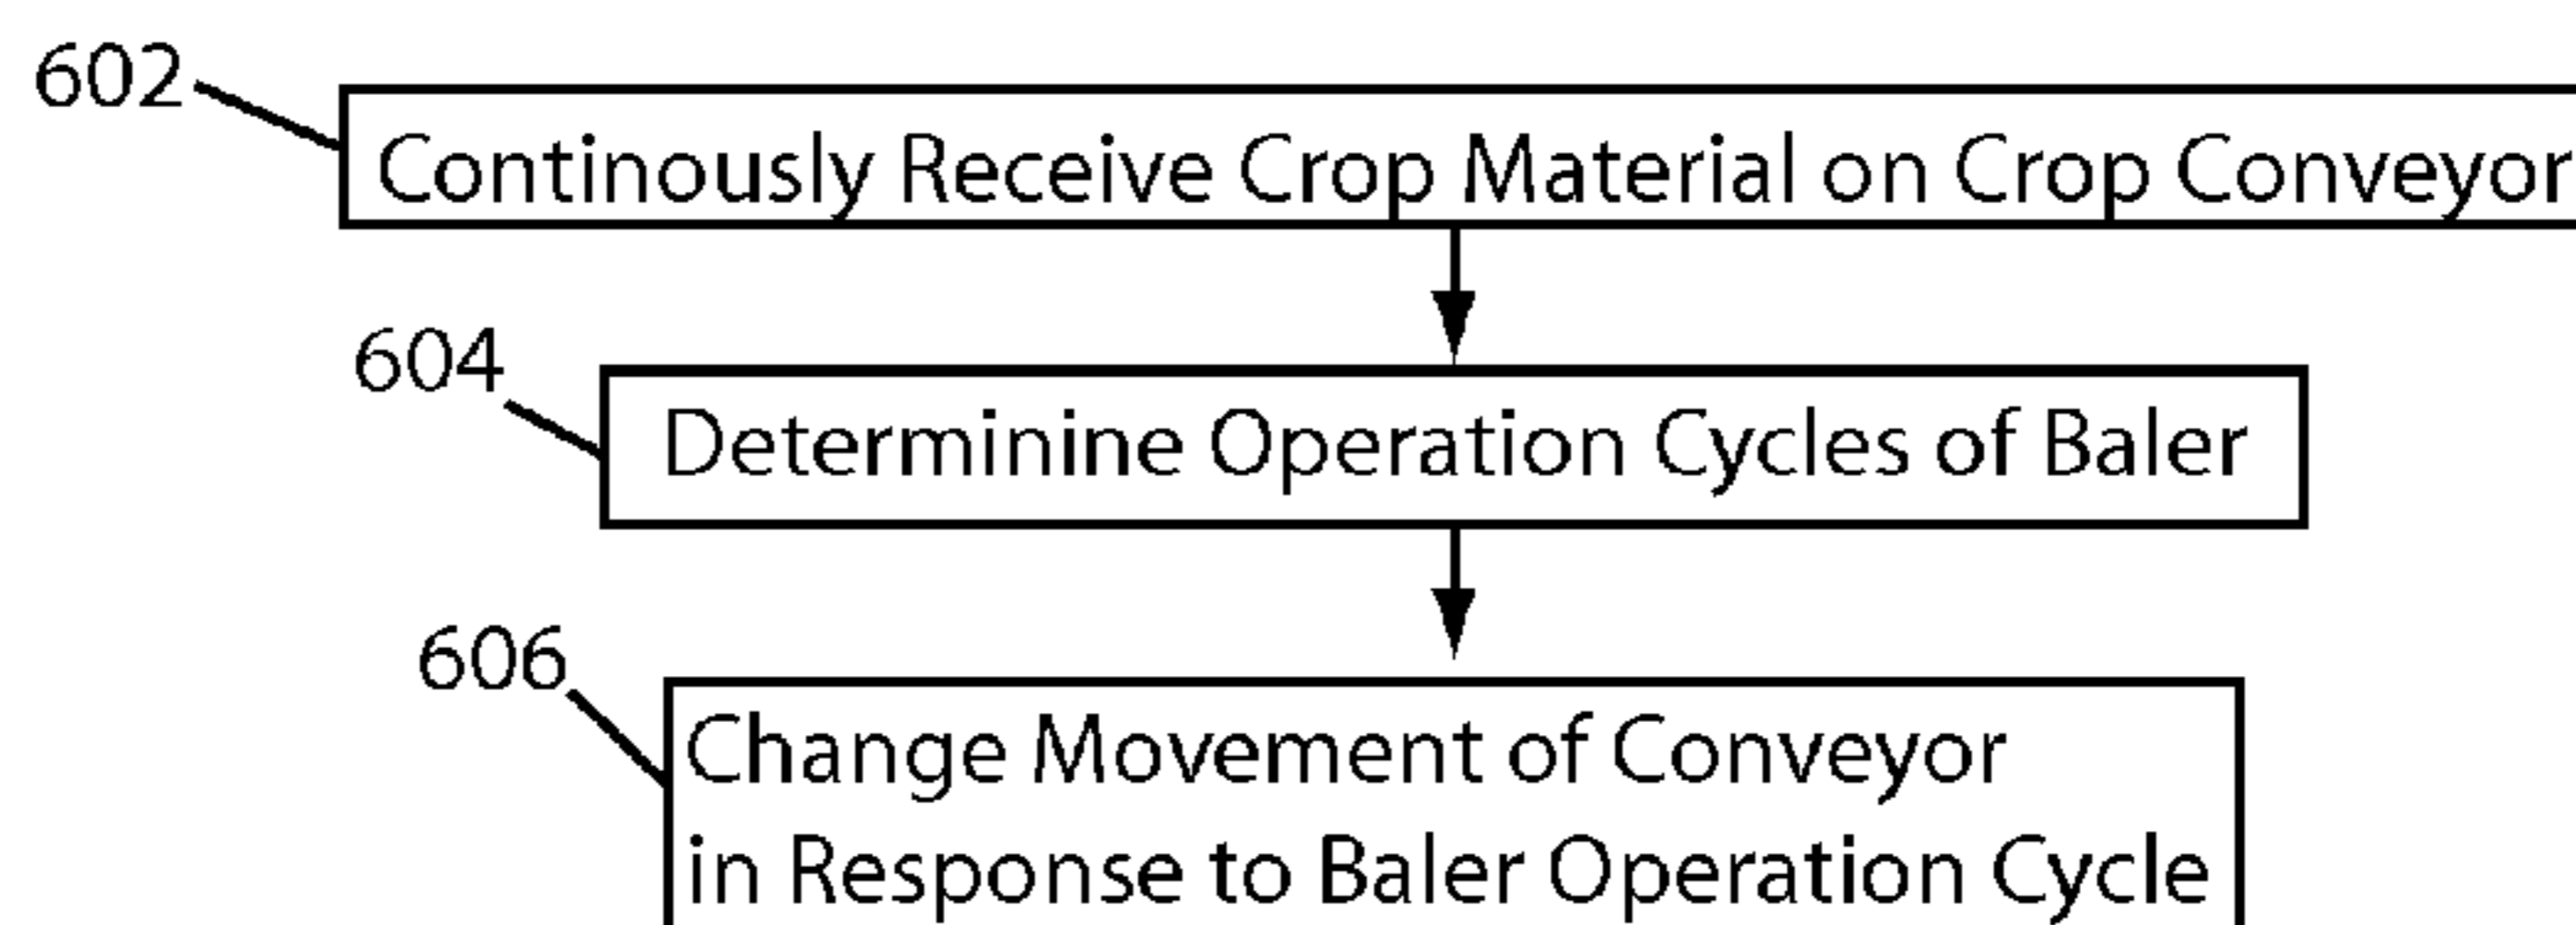 602
Continously Receive Crop Material on Crop Conveyor
604
Determinine Operation Cycles of Baler
606
Change Movement of Conveyor
in Response to Baler Operation Cycle